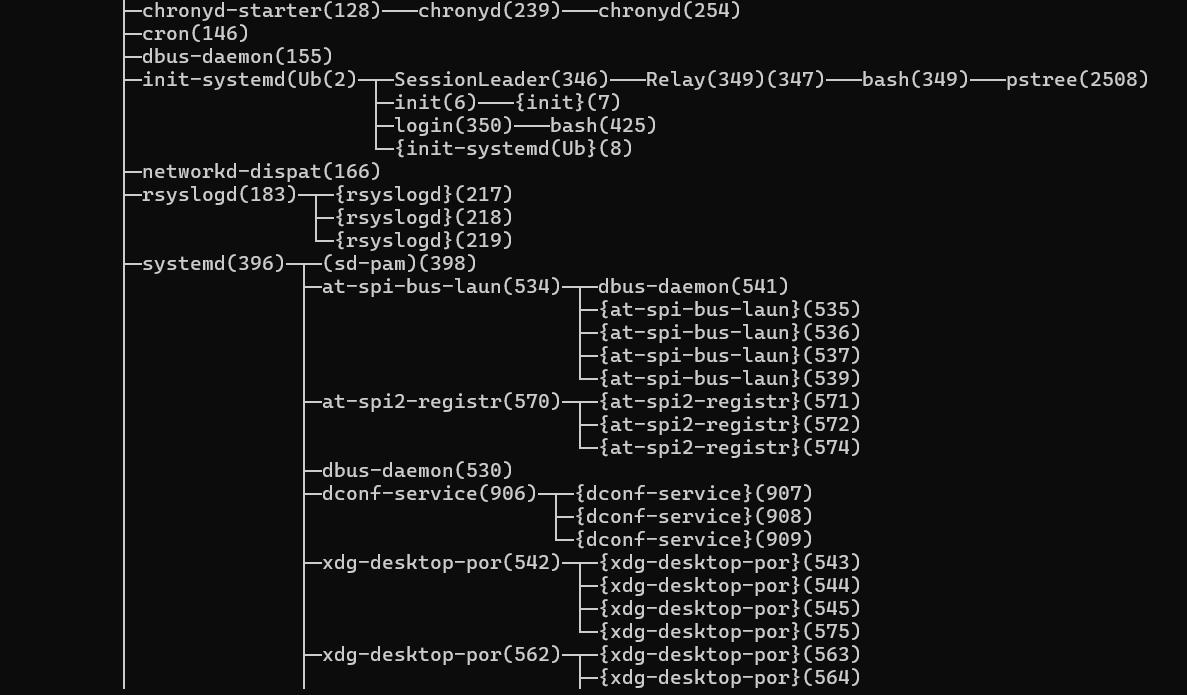 ├─chronyd-starter(128)───chronyd(239)───chronyd(254)
├─cron(146)
├─dbus-daemon(155)
├─init-systemd(Ub(2)─┬─SessionLeader(346)───Relay(349)(347)───bash(349)───pstree(2508)
│                    ├─init(6)───{init}(7)
│                    ├─login(350)───bash(425)
│                    └─{init-systemd(Ub}(8)
├─networkd-dispat(166)
├─rsyslogd(183)─┬─{rsyslogd}(217)
│               ├─{rsyslogd}(218)
│               └─{rsyslogd}(219)
├─systemd(396)─┬─(sd-pam)(398)
│              ├─at-spi-bus-laun(534)─┬─dbus-daemon(541)
│              │                      ├─{at-spi-bus-laun}(535)
│              │                      ├─{at-spi-bus-laun}(536)
│              │                      ├─{at-spi-bus-laun}(537)
│              │                      └─{at-spi-bus-laun}(539)
│              ├─at-spi2-registr(570)─┬─{at-spi2-registr}(571)
│              │                      ├─{at-spi2-registr}(572)
│              │                      └─{at-spi2-registr}(574)
│              ├─dbus-daemon(530)
│              ├─dconf-service(906)─┬─{dconf-service}(907)
│              │                    ├─{dconf-service}(908)
│              │                    └─{dconf-service}(909)
│              ├─xdg-desktop-por(542)─┬─{xdg-desktop-por}(543)
│              │                      ├─{xdg-desktop-por}(544)
│              │                      ├─{xdg-desktop-por}(545)
│              │                      └─{xdg-desktop-por}(575)
│              ├─xdg-desktop-por(562)─┬─{xdg-desktop-por}(563)
│              │                      ├─{xdg-desktop-por}(564)